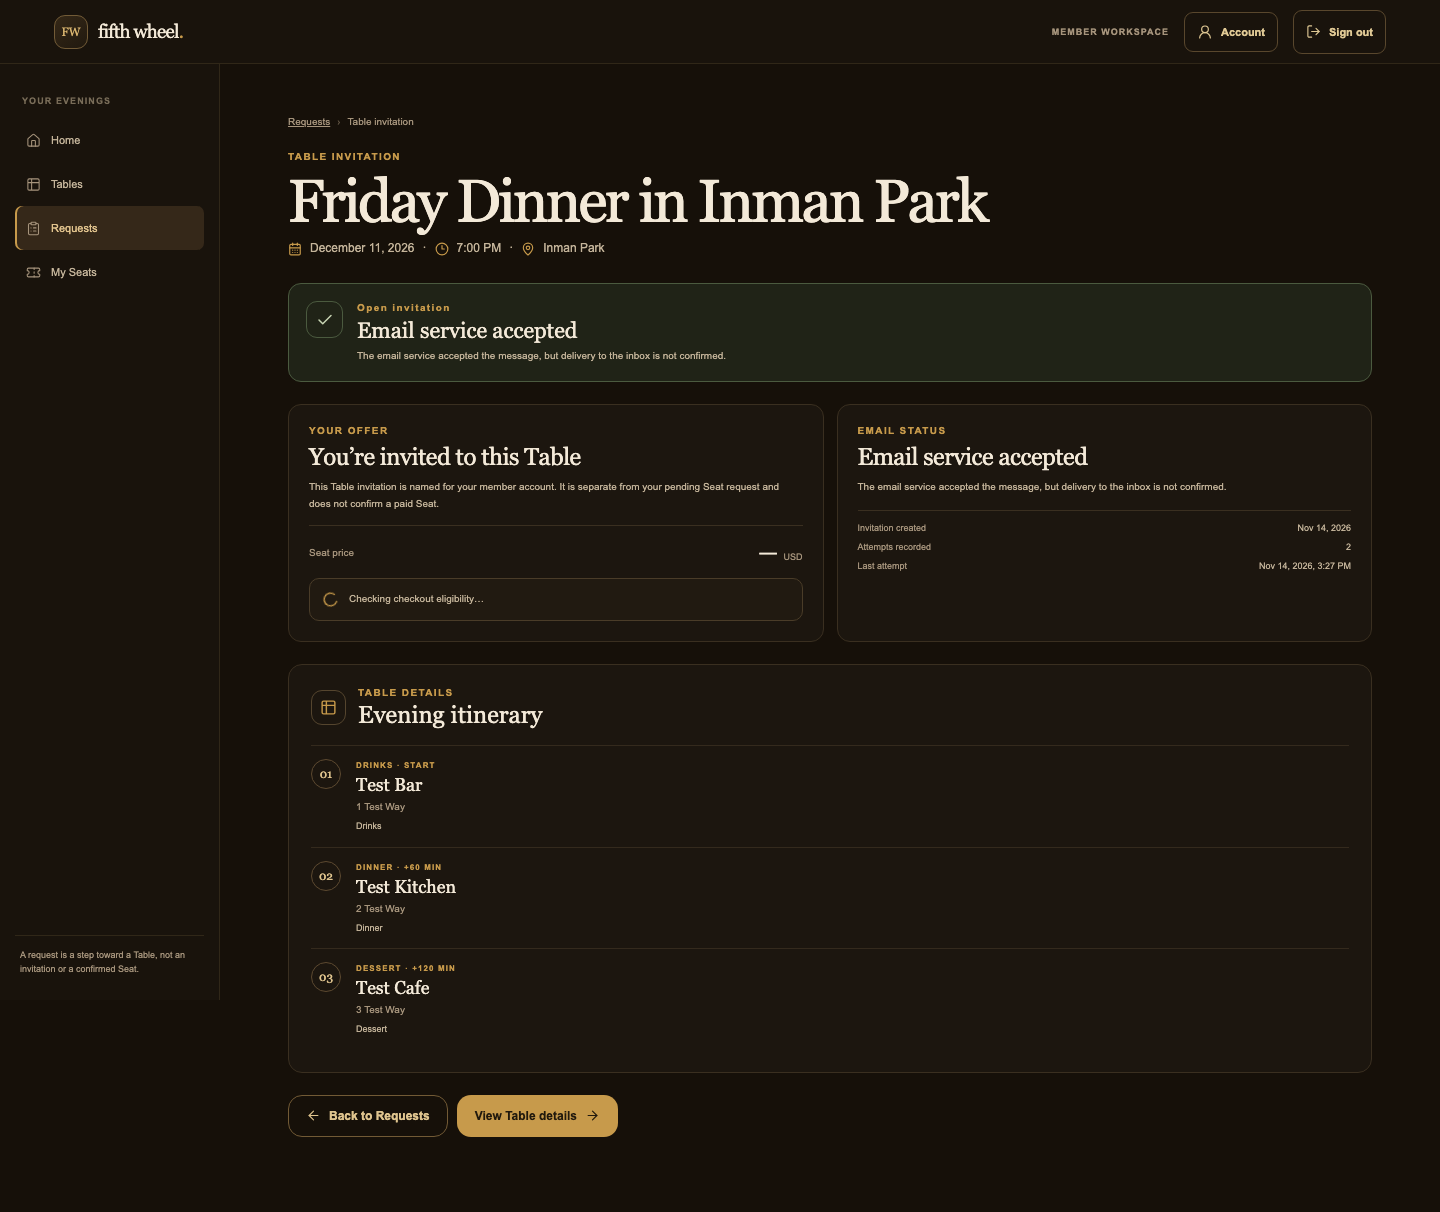 FW
fifth wheel.
MEMBER WORKSPACE
Account
Sign out
YOUR EVENINGS
Home
Tables
Requests
My Seats
A request is a step toward a Table, not an
invitation or a confirmed Seat.
Requests › Table invitation
TABLE INVITATION
Friday Dinner in Inman Park
December 11, 2026 · 7:00 PM · Inman Park
Open invitation
Email service accepted
The email service accepted the message, but delivery to the inbox is not confirmed.
YOUR OFFER
You’re invited to this Table
This Table invitation is named for your member account. It is separate from your pending Seat request and
does not confirm a paid Seat.
Seat price — USD
Checking checkout eligibility…
EMAIL STATUS
Email service accepted
The email service accepted the message, but delivery to the inbox is not confirmed.
Invitation created Nov 14, 2026
Attempts recorded 2
Last attempt Nov 14, 2026, 3:27 PM
TABLE DETAILS
Evening itinerary
01
DRINKS · START
Test Bar
1 Test Way
Drinks
02
DINNER · +60 MIN
Test Kitchen
2 Test Way
Dinner
03
DESSERT · +120 MIN
Test Cafe
3 Test Way
Dessert
Back to Requests
View Table details